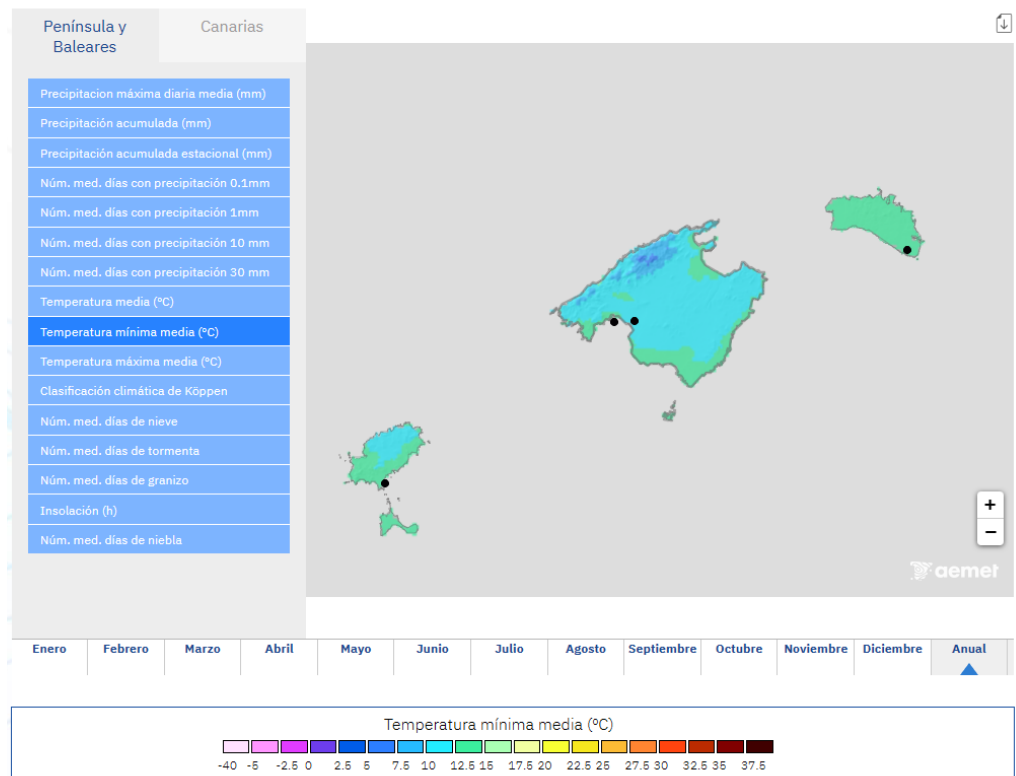 Península y
Baleares
Canarias
Precipitacion máxima diaria media (mm)
Precipitación acumulada (mm)
Precipitación acumulada estacional (mm)
Núm. med. días con precipitación 0.1mm
Núm. med. días con precipitación 1mm
Núm. med. días con precipitación 10 mm
Núm. med. días con precipitación 30 mm
Temperatura media (ºC)
Temperatura mínima media (ºC)
Temperatura máxima media (ºC)
Clasificación climática de Köppen
Núm. med. días de nieve
Núm. med. días de tormenta
Núm. med. días de granizo
Insolación (h)
Núm. med. días de niebla
+
−
aemet
Enero Febrero Marzo Abril Mayo Junio Julio Agosto Septiembre Octubre Noviembre Diciembre Anual
Temperatura mínima media (ºC)
-40 -5 -2.5 0 2.5 5 7.5 10 12.5 15 17.5 20 22.5 25 27.5 30 32.5 35 37.5